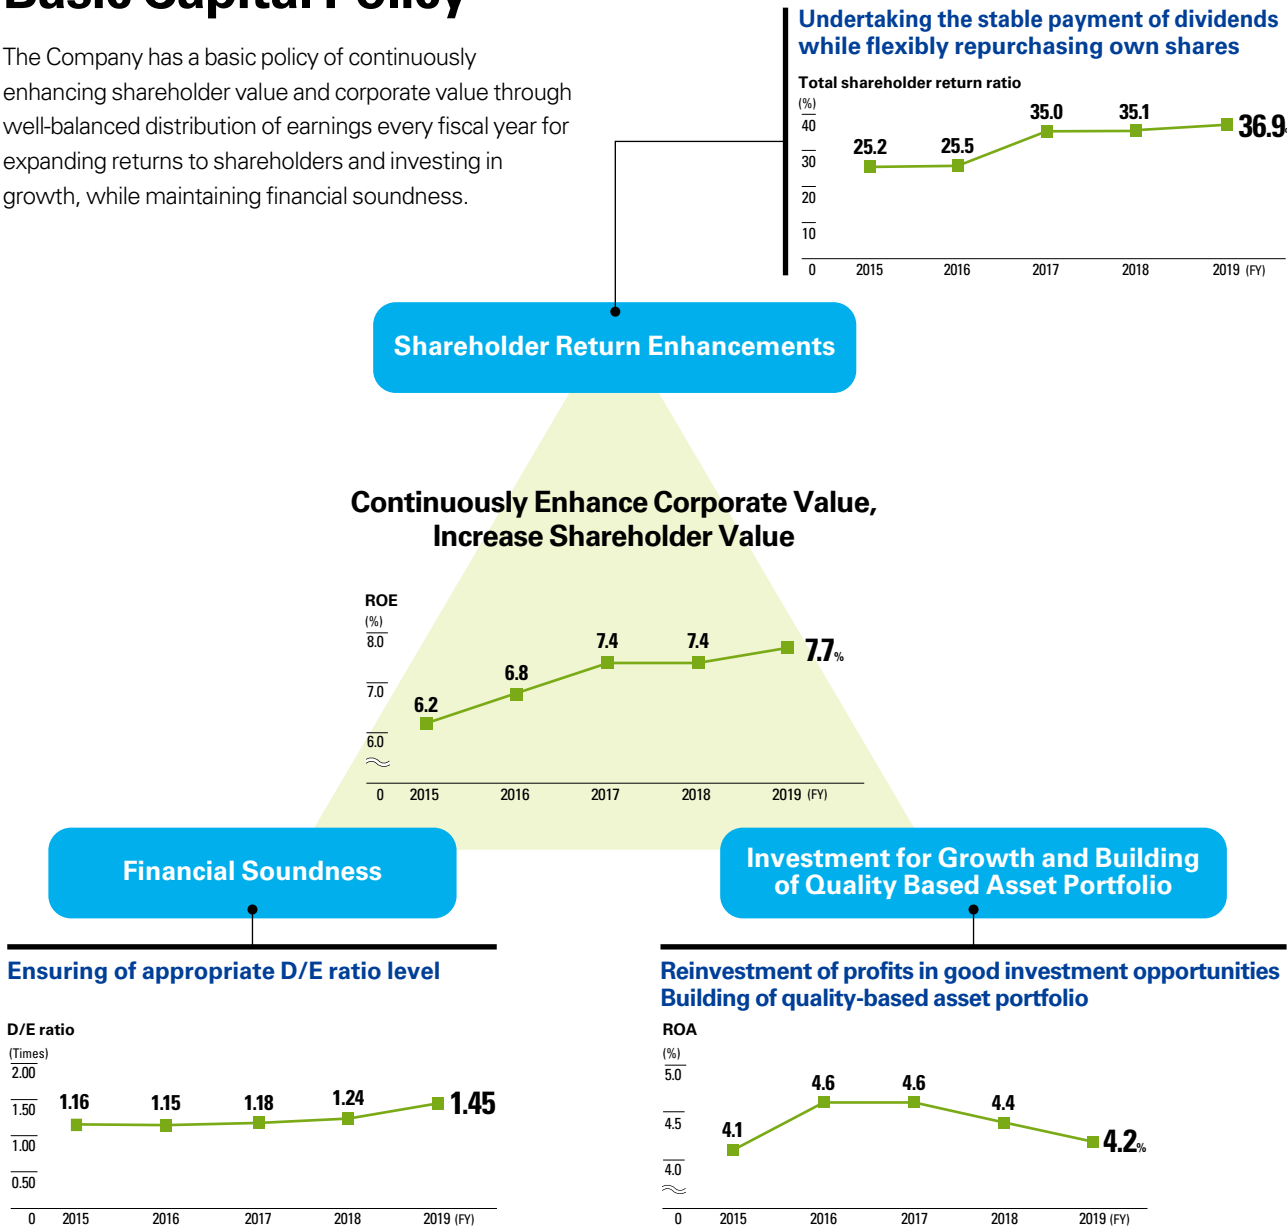 Basic Capital Policy
The Company has a basic policy of continuously
enhancing shareholder value and corporate value through
well-balanced distribution of earnings every fiscal year for
expanding returns to shareholders and investing in
growth, while maintaining financial soundness.
Undertaking the stable payment of dividends
while flexibly repurchasing own shares
Total shareholder return ratio
(%)
40
30
20
10
0
25.2
25.5
35.0
35.1
36.9
2015
2016
2017
2018
2019 (FY)
Shareholder Return Enhancements
Continuously Enhance Corporate Value,
Increase Shareholder Value
ROE
(%)
8.0
7.0
6.0
0
6.2
6.8
7.4
7.4
7.7%
2015
2016
2017
2018
2019 (FY)
Financial Soundness
Ensuring of appropriate D/E ratio level
D/E ratio
(Times)
2.00
1.50
1.00
0.50
0
1.16
1.15
1.18
1.24
1.45
2015
2016
2017
2018
2019 (FY)
Investment for Growth and Building
of Quality Based Asset Portfolio
Reinvestment of profits in good investment opportunities
Building of quality-based asset portfolio
ROA
(%)
5.0
4.5
4.0
0
4.1
4.6
4.6
4.4
4.2%
2015
2016
2017
2018
2019 (FY)